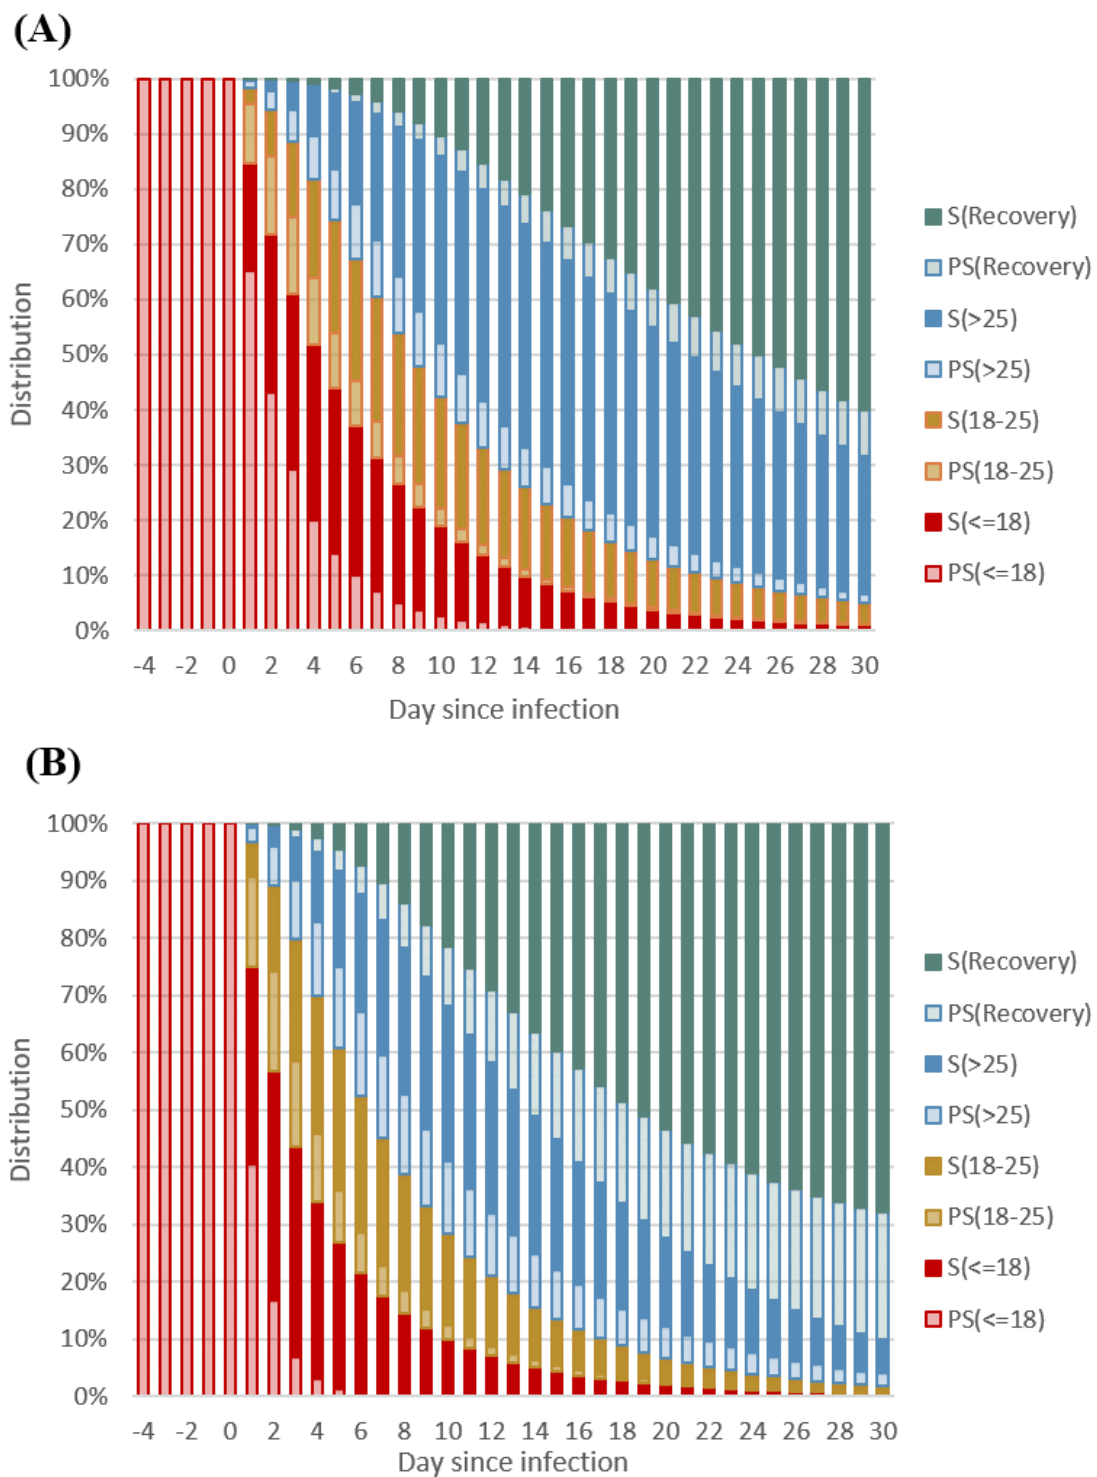 (A)
100%
90%
80%
70%
60%
50%
40%
30%
20%
10%
0%
Distribution
-4 -2 0 2 4 6 8 10 12 14 16 18 20 22 24 26 28 30
Day since infection
S(Recovery)
PS(Recovery)
S(>25)
PS(>25)
S(18-25)
PS(18-25)
S(<=18)
PS(<=18)
(B)
100%
90%
80%
70%
60%
50%
40%
30%
20%
10%
0%
Distribution
-4 -2 0 2 4 6 8 10 12 14 16 18 20 22 24 26 28 30
Day since infection
S(Recovery)
PS(Recovery)
S(>25)
PS(>25)
S(18-25)
PS(18-25)
S(<=18)
PS(<=18)